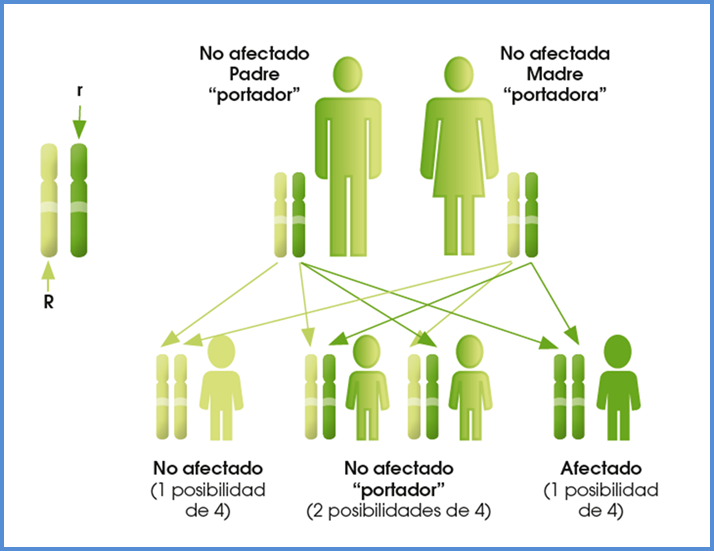 No afectado
Padre
“portador”
No afectada
Madre
“portadora”
r
R
No afectado
(1 posibilidad
de 4)
No afectado
“portador”
(2 posibilidades de 4)
Afectado
(1 posibilidad
de 4)